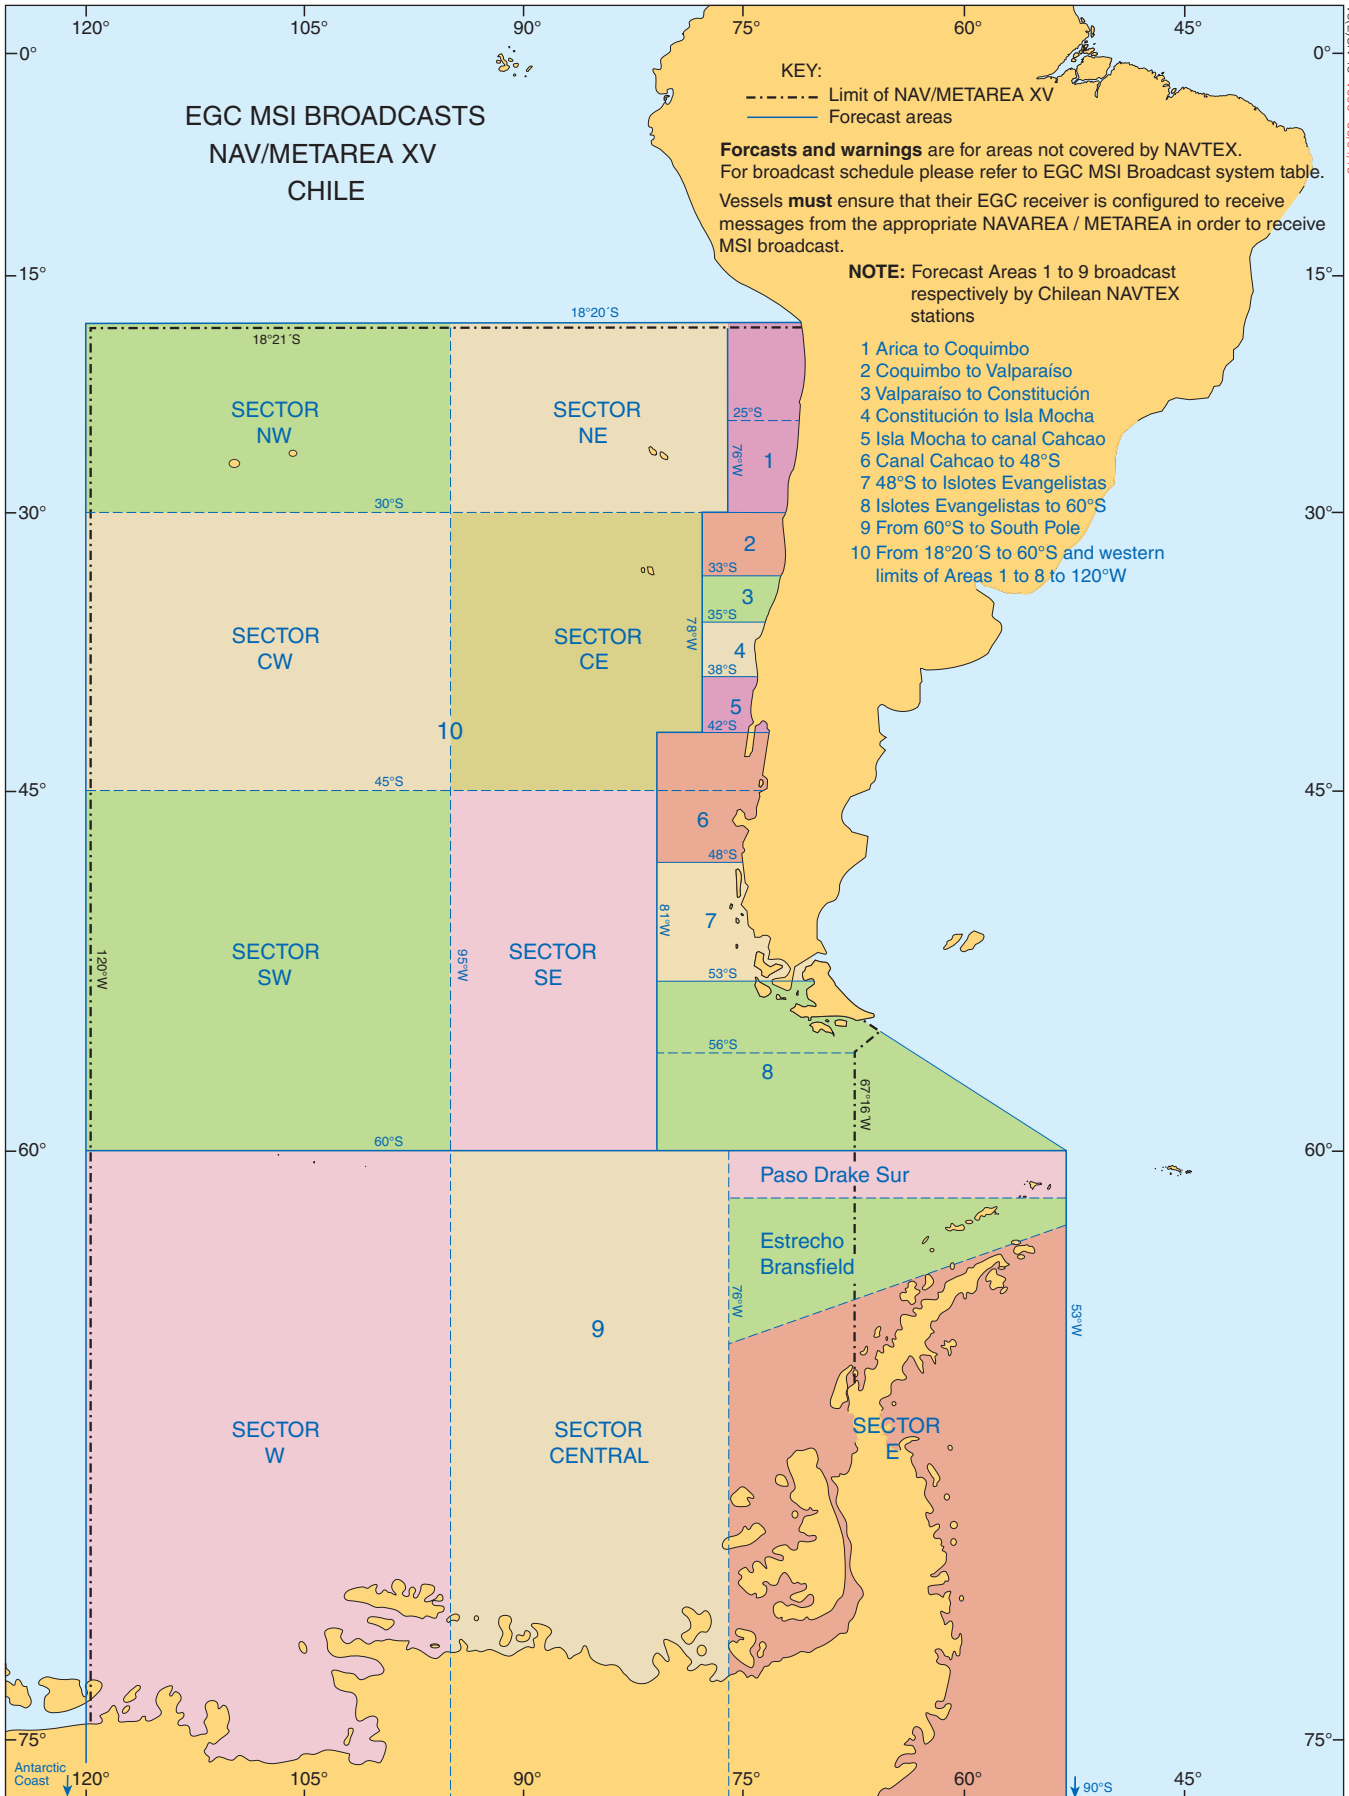 120°
105°
90°
75°
60°
45°
0°
0°
KEY:
Limit of NAV/METAREA XV
Forecast areas
EGC MSI BROADCASTS
NAV/METAREA XV
CHILE
Forcasts and warnings are for areas not covered by NAVTEX.
For broadcast schedule please refer to EGC MSI Broadcast system table.
Vessels must ensure that their EGC receiver is configured to receive
messages from the appropriate NAVAREA / METAREA in order to receive
MSI broadcast.
15°
15°
NOTE: Forecast Areas 1 to 9 broadcast
respectively by Chilean NAVTEX
stations
18°20´S
18°21´S
1 Arica to Coquimbo
2 Coquimbo to Valparaíso
3 Valparaíso to Constitución
4 Constitución to Isla Mocha
5 Isla Mocha to canal Cahcao
6 Canal Cahcao to 48°S
7 48°S to Islotes Evangelistas
8 Islotes Evangelistas to 60°S
9 From 60°S to South Pole
10 From 18°20´S to 60°S and western
limits of Areas 1 to 8 to 120°W
SECTOR
NW
SECTOR
NE
25°S
76°W
1
30°S
30°
30°
2
33°S
3
35°S
78°W
4
38°S
5
42°S
SECTOR
CW
SECTOR
CE
10
45°S
45°
45°
6
48°S
81°W
7
53°S
SECTOR
SW
SECTOR
SE
120°W
95°W
56°S
8
67°16´W
60°S
60°
60°
Paso Drake Sur
Estrecho
Bransfield
76°W
53°W
9
SECTOR
W
SECTOR
CENTRAL
SECTOR
E
75°
75°
Antarctic
Coast
120°
105°
90°
75°
60°
90°S
45°